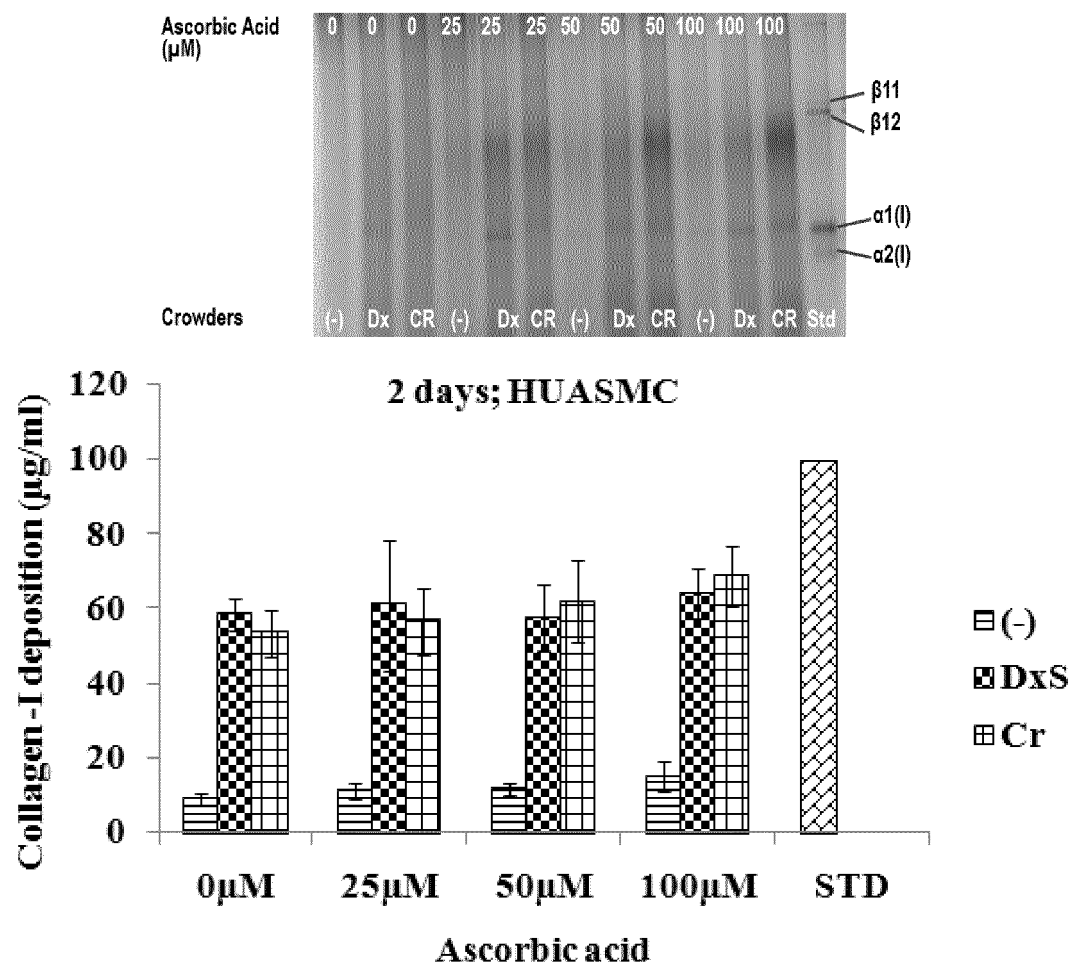 Ascorbic Acid 0 0 0 25 25 25 50 50 50 100 100 100
(µM)
β11
β12
α1(I)
α2(I)
Crowders (-) Dx CR (-) Dx CR (-) Dx CR (-) Dx CR Std
2 days; HUASMC
Collagen-I deposition (µg/ml)
120
100
80
60
40
20
0
(-)
DxS
Cr
0µM 25µM 50µM 100µM STD
Ascorbic acid